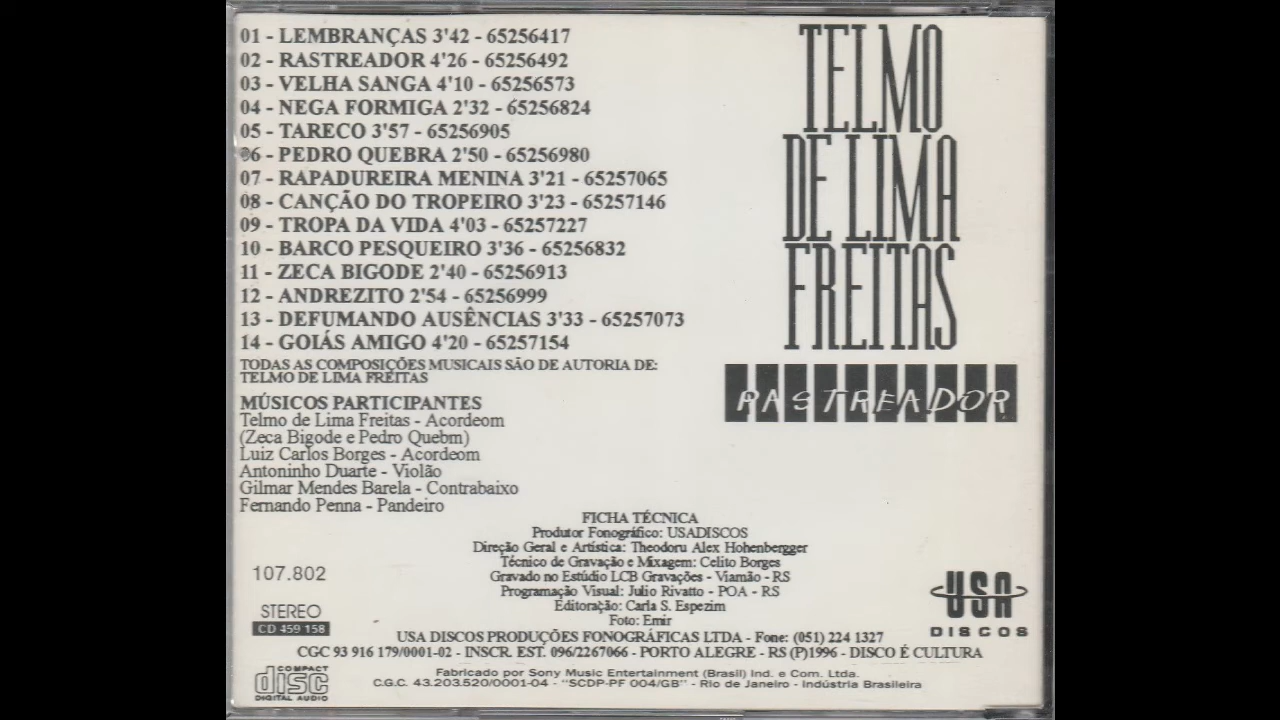 01 - LEMBRANÇAS 3'42 - 65256417
02 - RASTREADOR 4'26 - 65256492
03 - VELHA SANGA 4'10 - 65256573
04 - NEGA FORMIGA 2'32 - 65256824
05 - TARECO 3'57 - 65256905
06 - PEDRO QUEBRA 2'50 - 65256980
07 - RAPADUREIRA MENINA 3'21 - 65257065
08 - CANÇÃO DO TROPEIRO 3'23 - 65257146
09 - TROPA DA VIDA 4'03 - 65257227
10 - BARCO PESQUEIRO 3'36 - 65256832
11 - ZECA BIGODE 2'40 - 65256913
12 - ANDREZITO 2'54 - 65256999
13 - DEFUMANDO AUSÊNCIAS 3'33 - 65257073
14 - GOIÁS AMIGO 4'20 - 65257154
TODAS AS COMPOSIÇÕES MUSICAIS SÃO DE AUTORIA DE:
TELMO DE LIMA FREITAS
MÚSICOS PARTICIPANTES
Telmo de Lima Freitas - Acordeom
(Zeca Bigode e Pedro Quebm)
Luiz Carlos Borges - Acordeom
Antoninho Duarte - Violão
Gilmar Mendes Barela - Contrabaixo
Fernando Penna - Pandeiro
TELMO
DE LIMA
FREITAS
RASTREADOR
FICHA TÉCNICA
Produtor Fonográfico: USADISCOS
Direção Geral e Artística: Theodoru Alex Hohenbergger
Técnico de Gravação e Mixagem: Celito Borges
Gravado no Estúdio LCB Gravações - Viamão - RS
Programação Visual: Julio Rivatto - POA - RS
Editoração: Carla S. Espezim
Foto: Emir
107.802
STEREO
CD 459 158
USA
DISCOS
USA DISCOS PRODUÇÕES FONOGRÁFICAS LTDA - Fone: (051) 224 1327
CGC 93 916 179/0001-02 - INSCR. EST. 096/2267066 - PORTO ALEGRE - RS (P)1996 - DISCO É CULTURA
COMPACT
disc
DIGITAL AUDIO
Fabricado por Sony Music Entertainment (Brasil) Ind. e Com. Ltda.
C.G.C. 43.203.520/0001-04 - "SCDP-PF 004/GB" - Rio de Janeiro - Indústria Brasileira